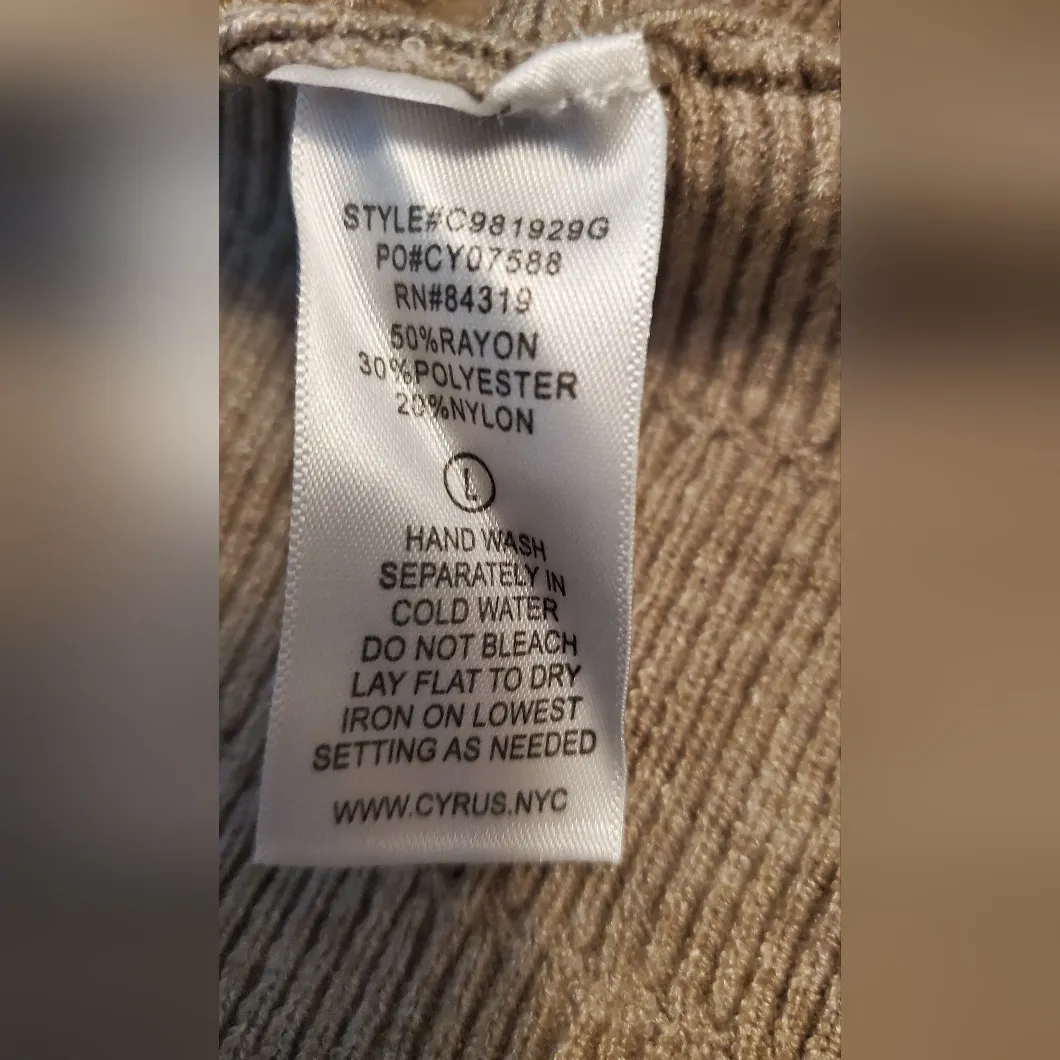 STYLE#C981929G
PO#CY07588
RN#84319
50%RAYON
30%POLYESTER
20%NYLON
L
HAND WASH
SEPARATELY IN
COLD WATER
DO NOT BLEACH
LAY FLAT TO DRY
IRON ON LOWEST
SETTING AS NEEDED
WWW.CYRUS.NYC